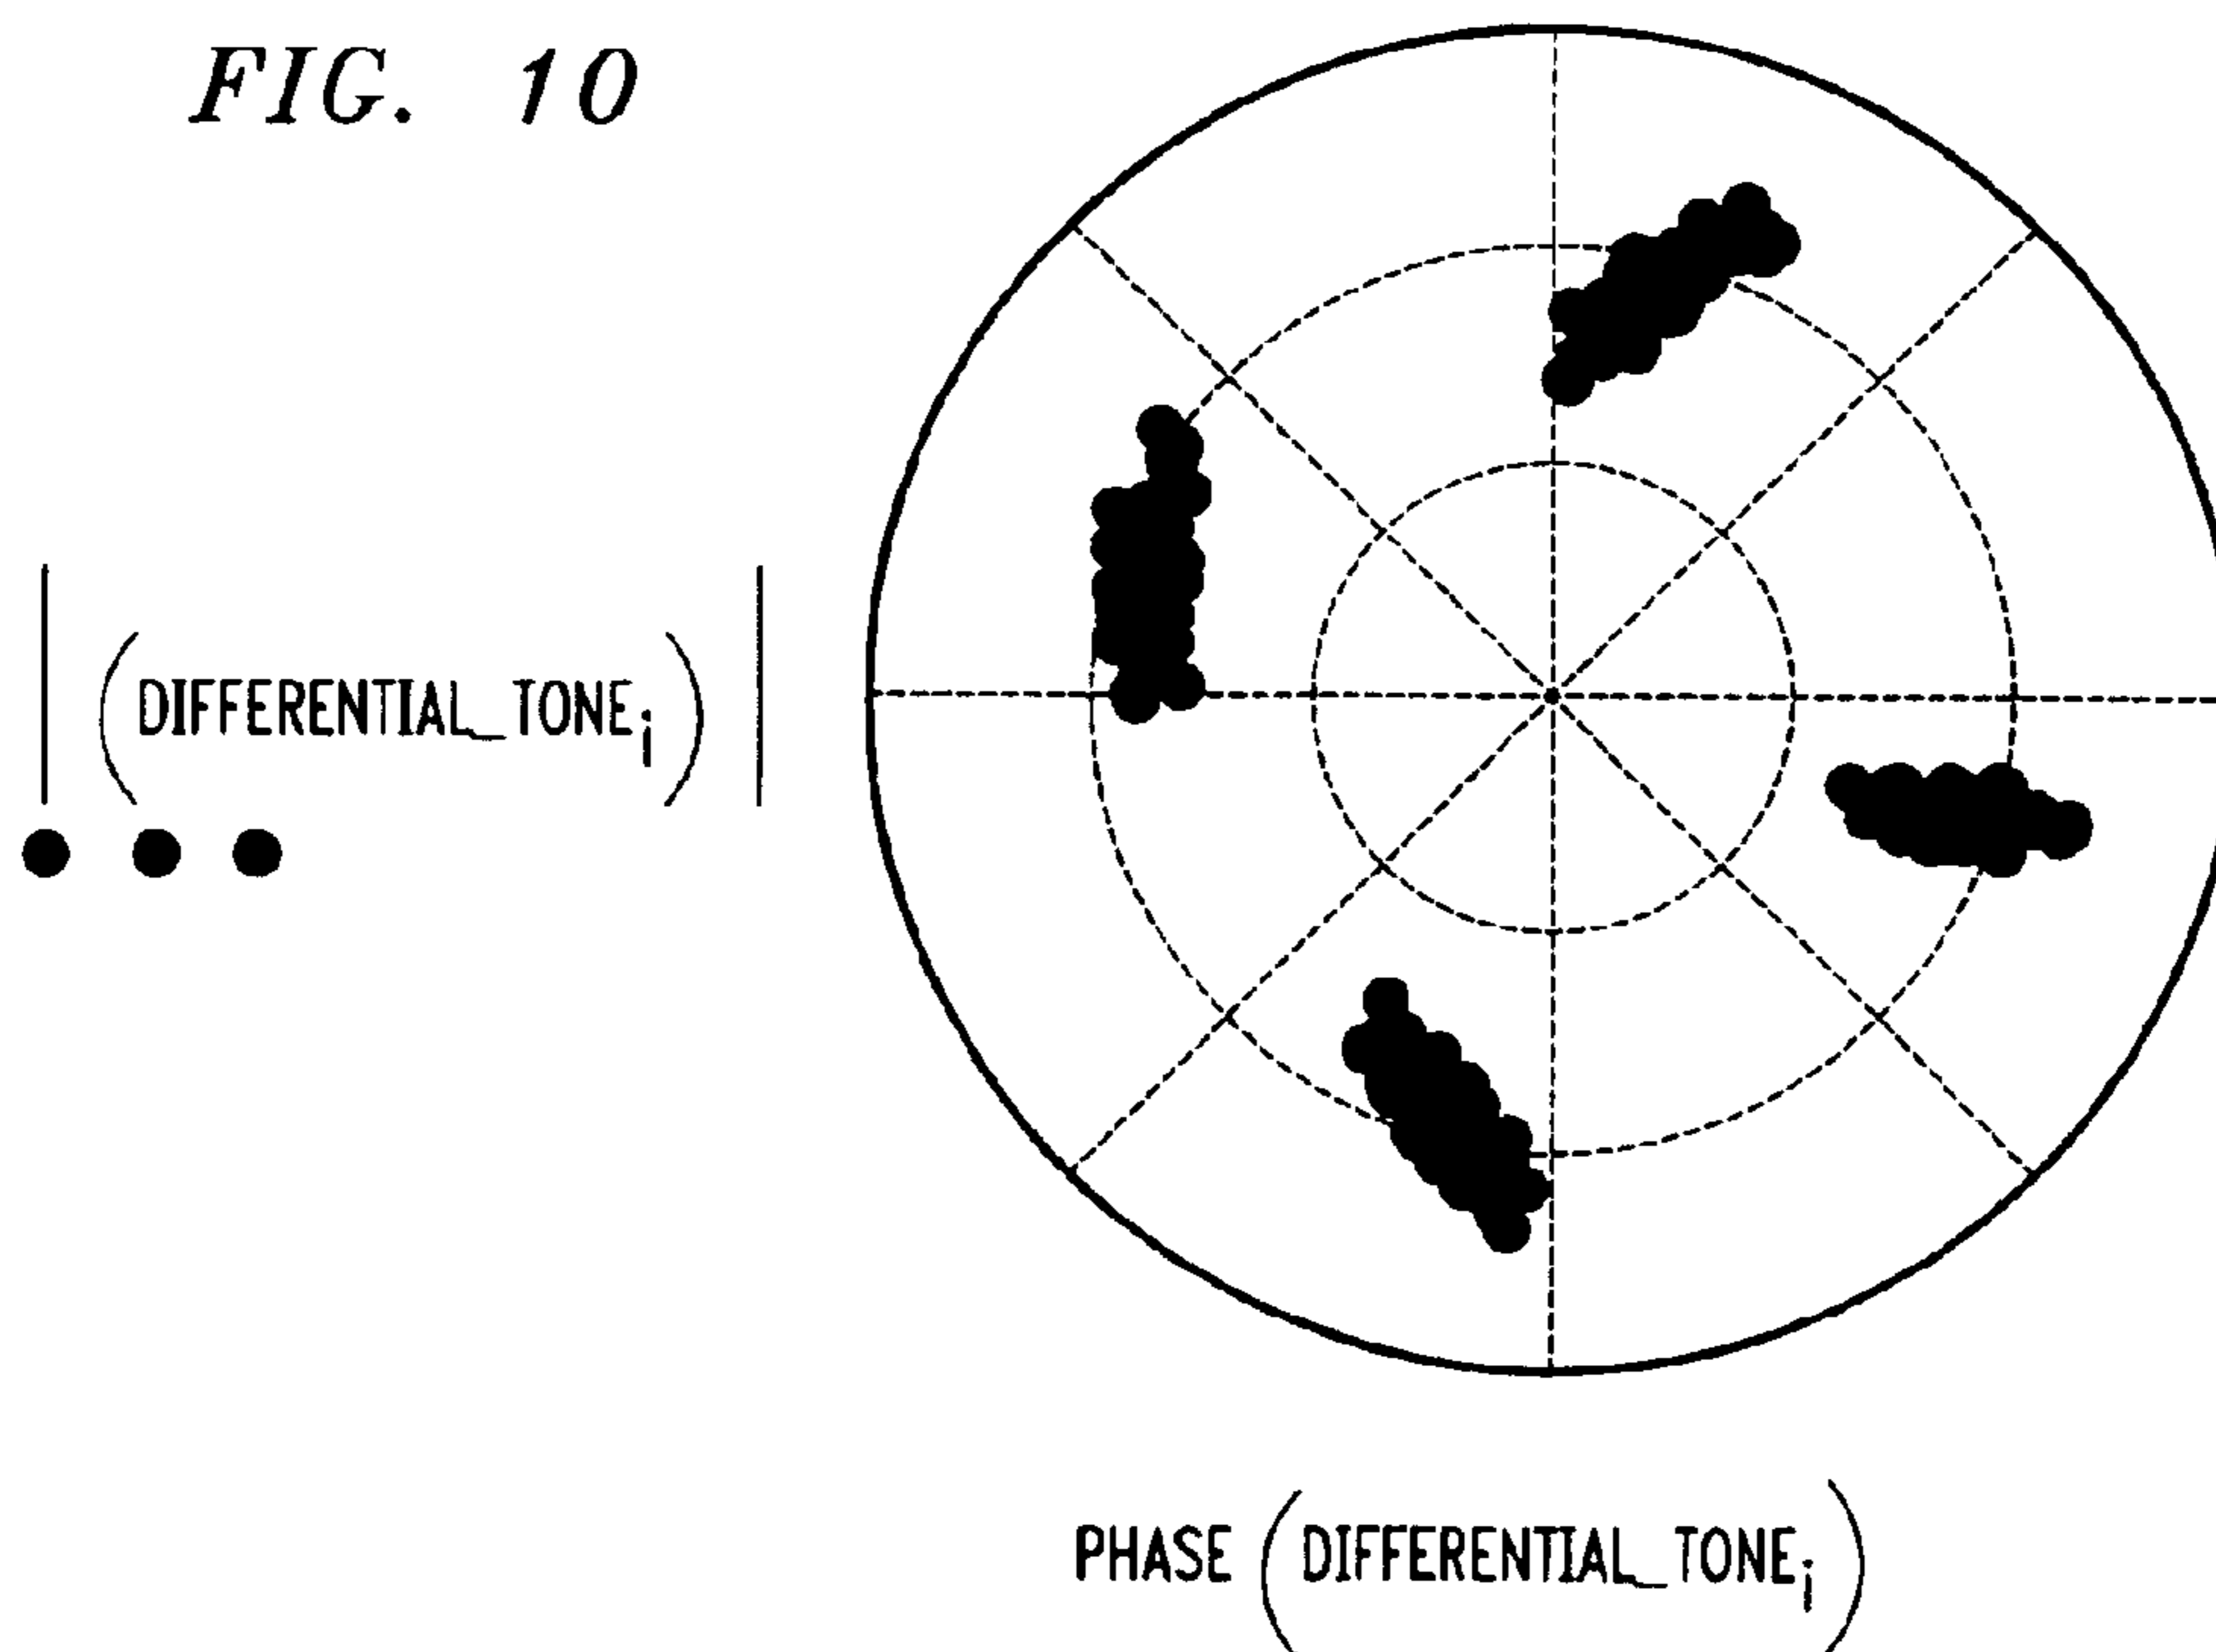 FIG. 10
| (DIFFERENTIAL_TONEi) |
PHASE (DIFFERENTIAL_TONEi)